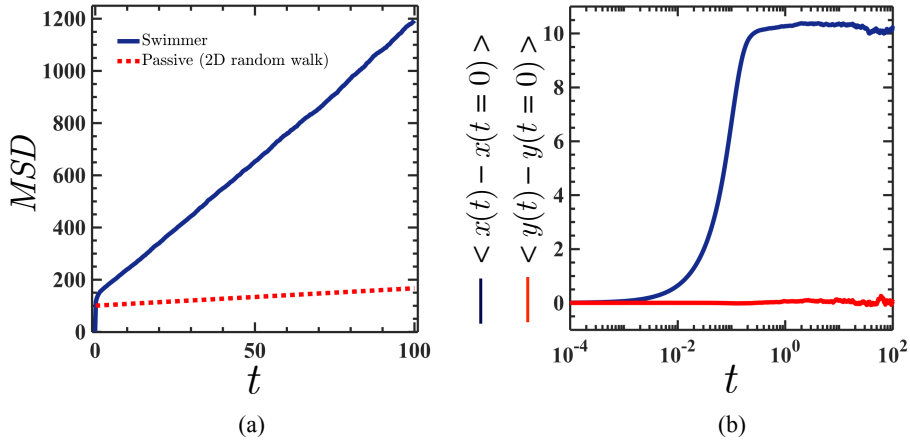 1200
1000
800
600
400
200
0
MSD
Swimmer
Passive (2D random walk)
0
50
100
t
(a)
< x(t) − x(t = 0) >
< y(t) − y(t = 0) >
10
8
6
4
2
0
10^-4
10^-2
10^0
10^2
t
(b)